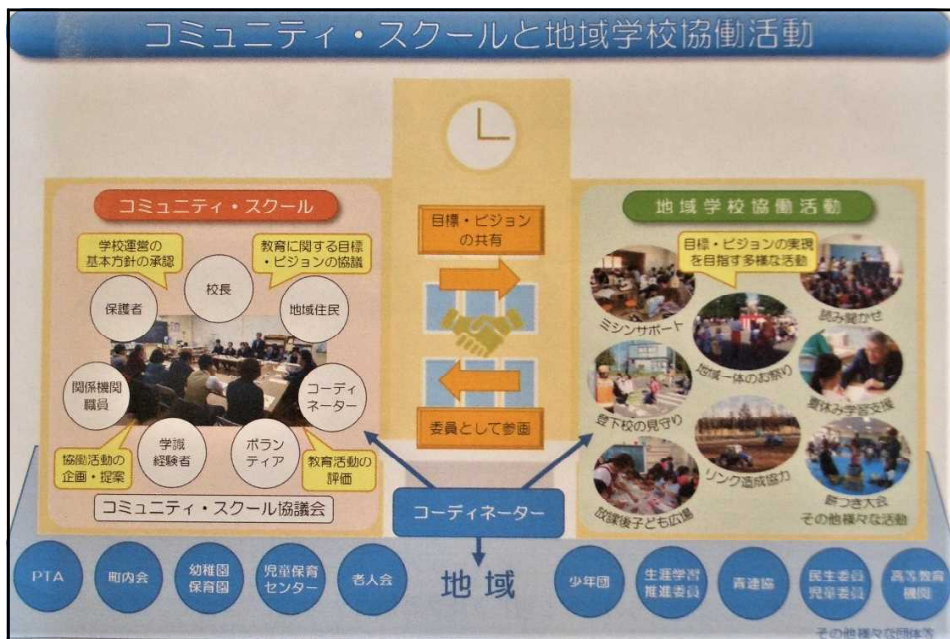 コミュニティ・スクールと地域学校協働活動
コミュニティ・スクール
学校運営の
基本方針の承認
教育に関する目標
・ビジョンの協議
校長
保護者
地域住民
関係機関
職員
コーディ
ネーター
学識
経験者
ボラン
ティア
協働活動の
企画・提案
教育活動の
評価
コミュニティ・スクール協議会
目標・ビジョン
の共有
委員として参画
コーディネーター
地域学校協働活動
目標・ビジョンの実現
を目指す多様な活動
ミシンサポート
読み聞かせ
地域一体のお祭り
登下校の見守り
夏休み学習支援
リンク造成協力
放課後子ども広場
餅つき大会
その他様々な活動
PTA
町内会
幼稚園
保育園
児童保育
センター
老人会
地域
少年団
生涯学習
推進委員
青連協
民生委員
児童委員
高等教育
機関
その他様々な団体等